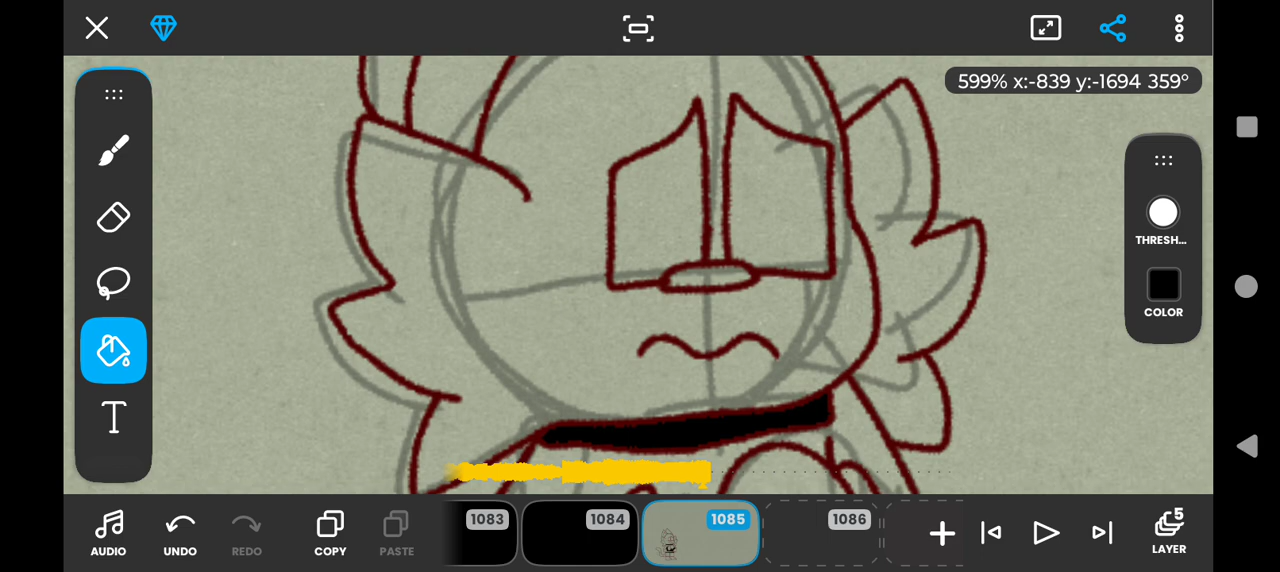 599% x:-839 y:-1694 359°
THRESH...
COLOR
T
1083
1084
1085
1086
5
AUDIO
UNDO
REDO
COPY
PASTE
LAYER